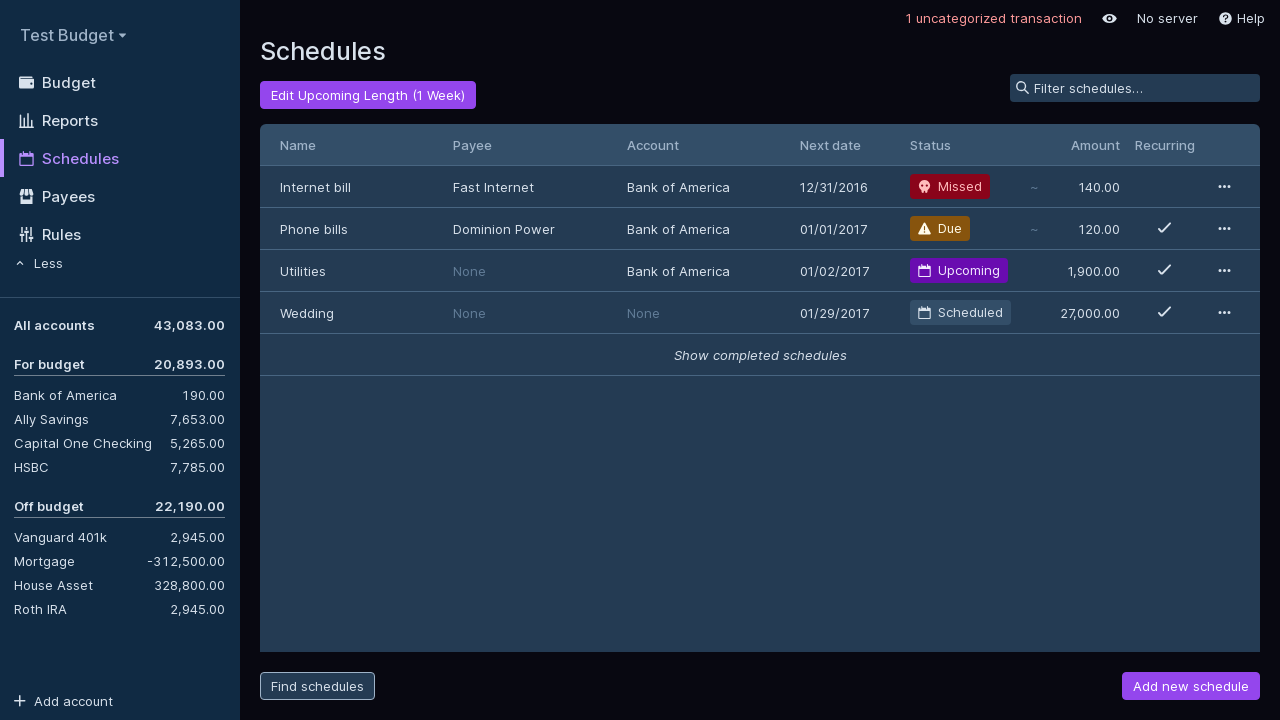 Test Budget
Budget
Reports
Schedules
Payees
Rules
Less
All accounts 43,083.00
For budget 20,893.00
Bank of America 190.00
Ally Savings 7,653.00
Capital One Checking 5,265.00
HSBC 7,785.00
Off budget 22,190.00
Vanguard 401k 2,945.00
Mortgage -312,500.00
House Asset 328,800.00
Roth IRA 2,945.00
Add account
1 uncategorized transaction No server Help
Schedules
Edit Upcoming Length (1 Week) Filter schedules…
Name Payee Account Next date Status Amount Recurring
Internet bill Fast Internet Bank of America 12/31/2016 Missed ~ 140.00
Phone bills Dominion Power Bank of America 01/01/2017 Due ~ 120.00
Utilities None Bank of America 01/02/2017 Upcoming 1,900.00
Wedding None None 01/29/2017 Scheduled 27,000.00
Show completed schedules
Find schedules Add new schedule